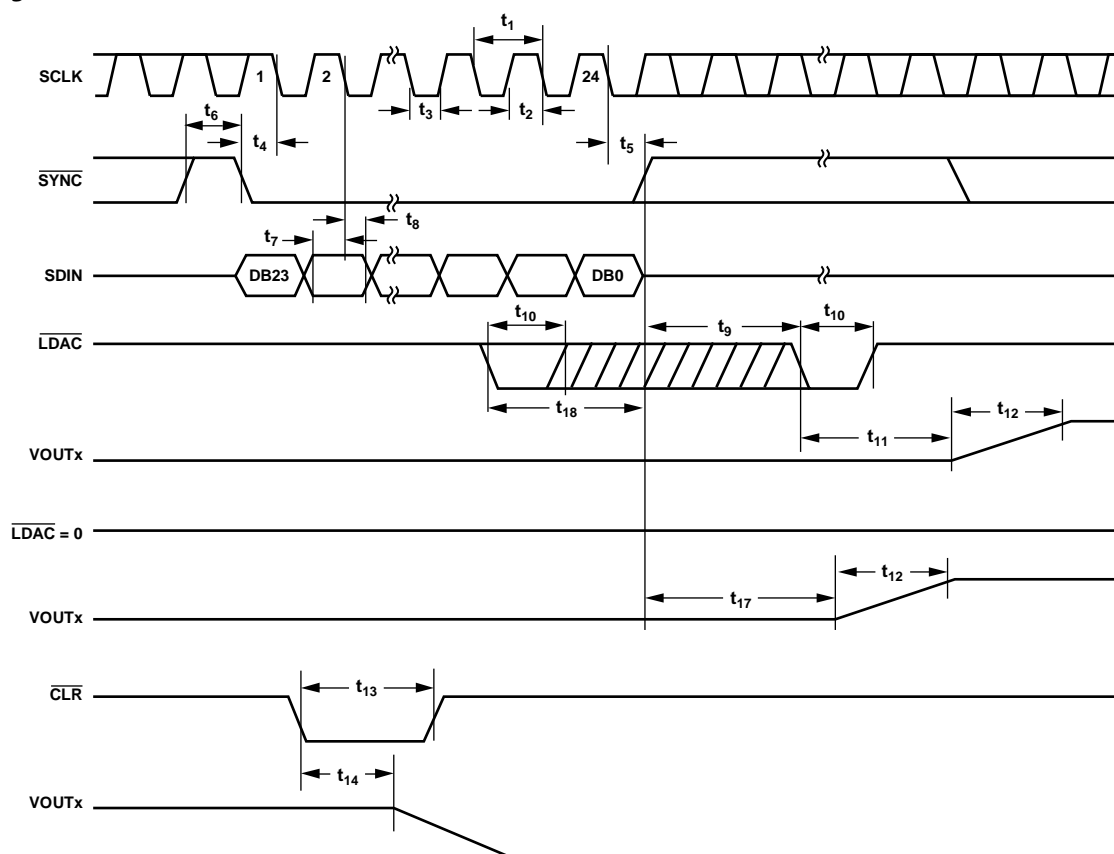 g
t1
SCLK
1
2
24
t3
t2
t6
t4
t5
SYNC
t7
t8
SDIN
DB23
DB0
t10
t9
t10
LDAC
t18
t12
t11
VOUTx
LDAC = 0
t12
t17
VOUTx
t13
CLR
t14
VOUTx